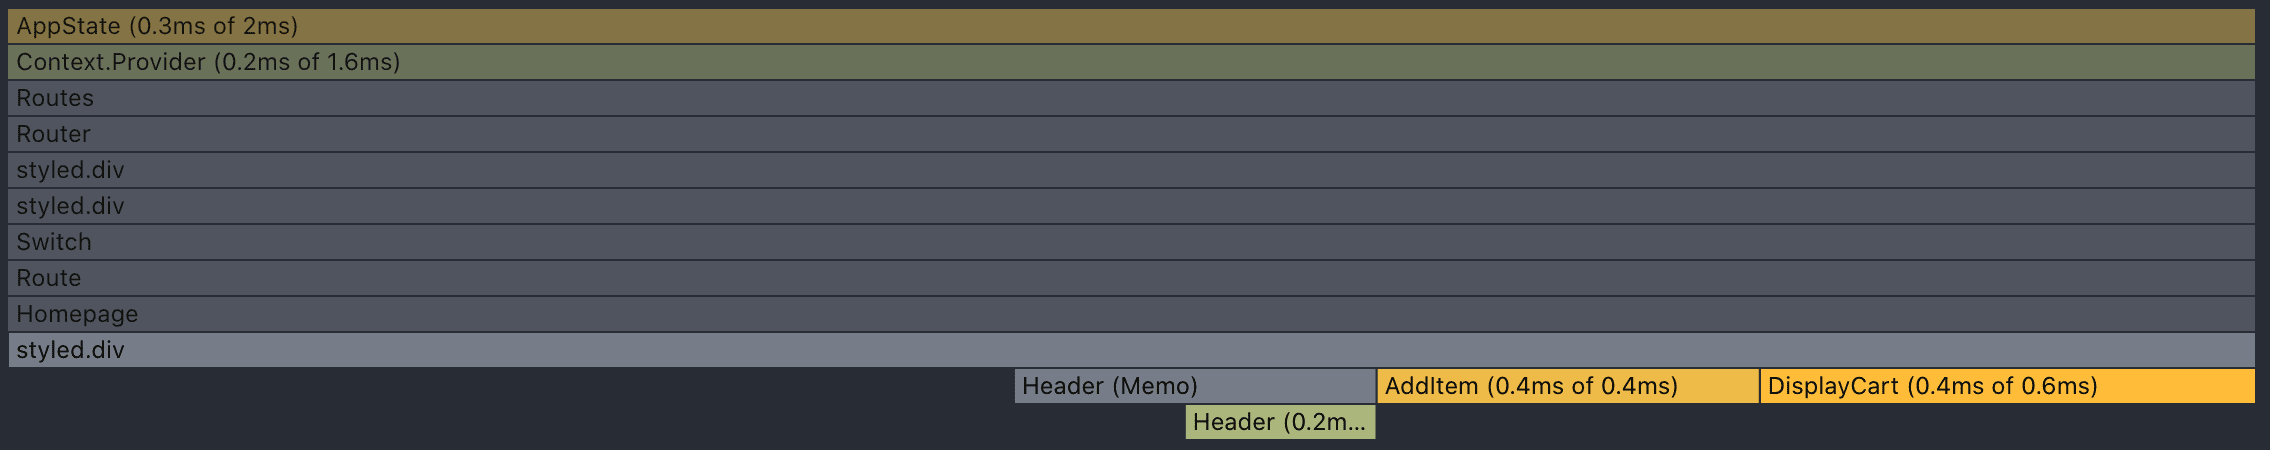 AppState (0.3ms of 2ms)
Context.Provider (0.2ms of 1.6ms)
Routes
Router
styled.div
styled.div
Switch
Route
Homepage
styled.div
Header (Memo)
AddItem (0.4ms of 0.4ms)
DisplayCart (0.4ms of 0.6ms)
Header (0.2m...